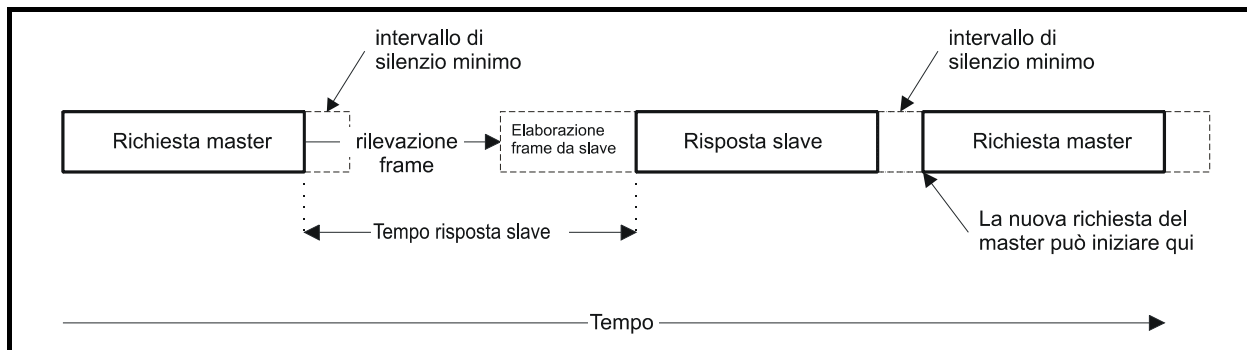 intervallo di
silenzio minimo
intervallo di
silenzio minimo
Richiesta master
rilevazione
frame
Elaborazione
frame da slave
Risposta slave
Richiesta master
Tempo risposta slave
La nuova richiesta del
master può iniziare qui
Tempo